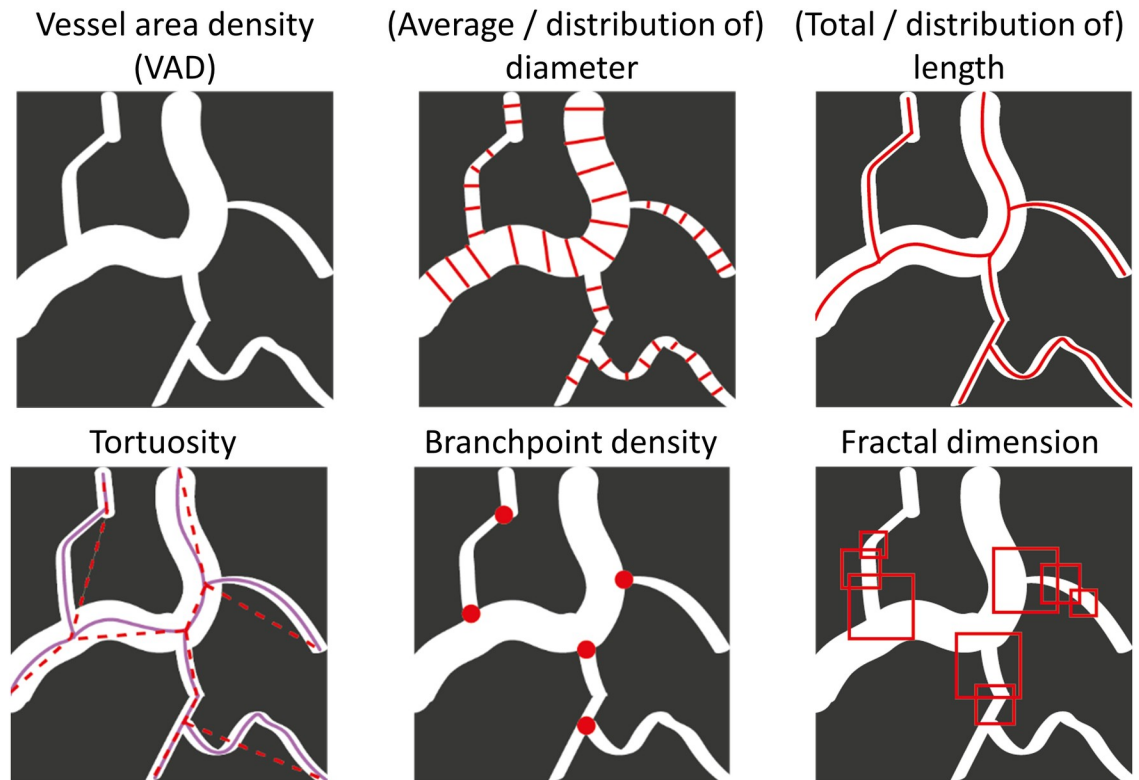 Vessel area density
(VAD)
(Average / distribution of)
diameter
(Total / distribution of)
length
Tortuosity
Branchpoint density
Fractal dimension